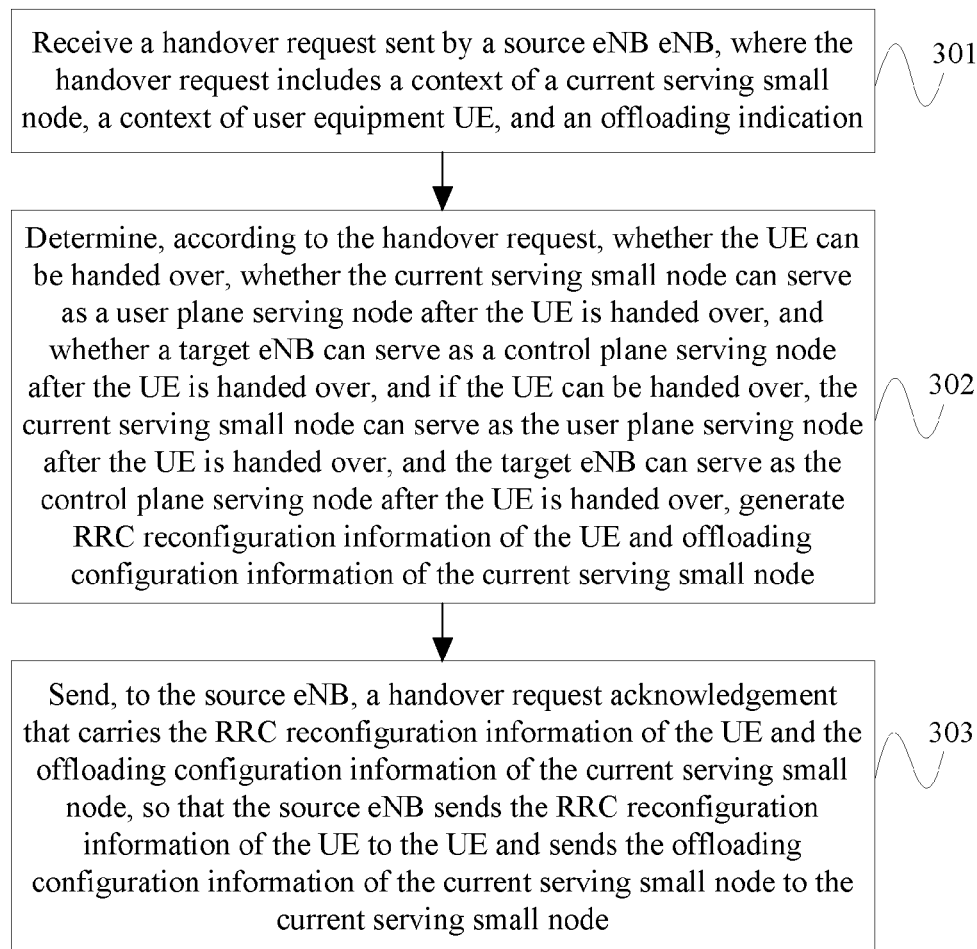 Receive a handover request sent by a source eNB eNB, where the
handover request includes a context of a current serving small
node, a context of user equipment UE, and an offloading indication
301
Determine, according to the handover request, whether the UE can
be handed over, whether the current serving small node can serve
as a user plane serving node after the UE is handed over, and
whether a target eNB can serve as a control plane serving node
after the UE is handed over, and if the UE can be handed over, the
current serving small node can serve as the user plane serving node
after the UE is handed over, and the target eNB can serve as the
control plane serving node after the UE is handed over, generate
RRC reconfiguration information of the UE and offloading
configuration information of the current serving small node
302
Send, to the source eNB, a handover request acknowledgement
that carries the RRC reconfiguration information of the UE and the
offloading configuration information of the current serving small
node, so that the source eNB sends the RRC reconfiguration
information of the UE to the UE and sends the offloading
configuration information of the current serving small node to the
current serving small node
303